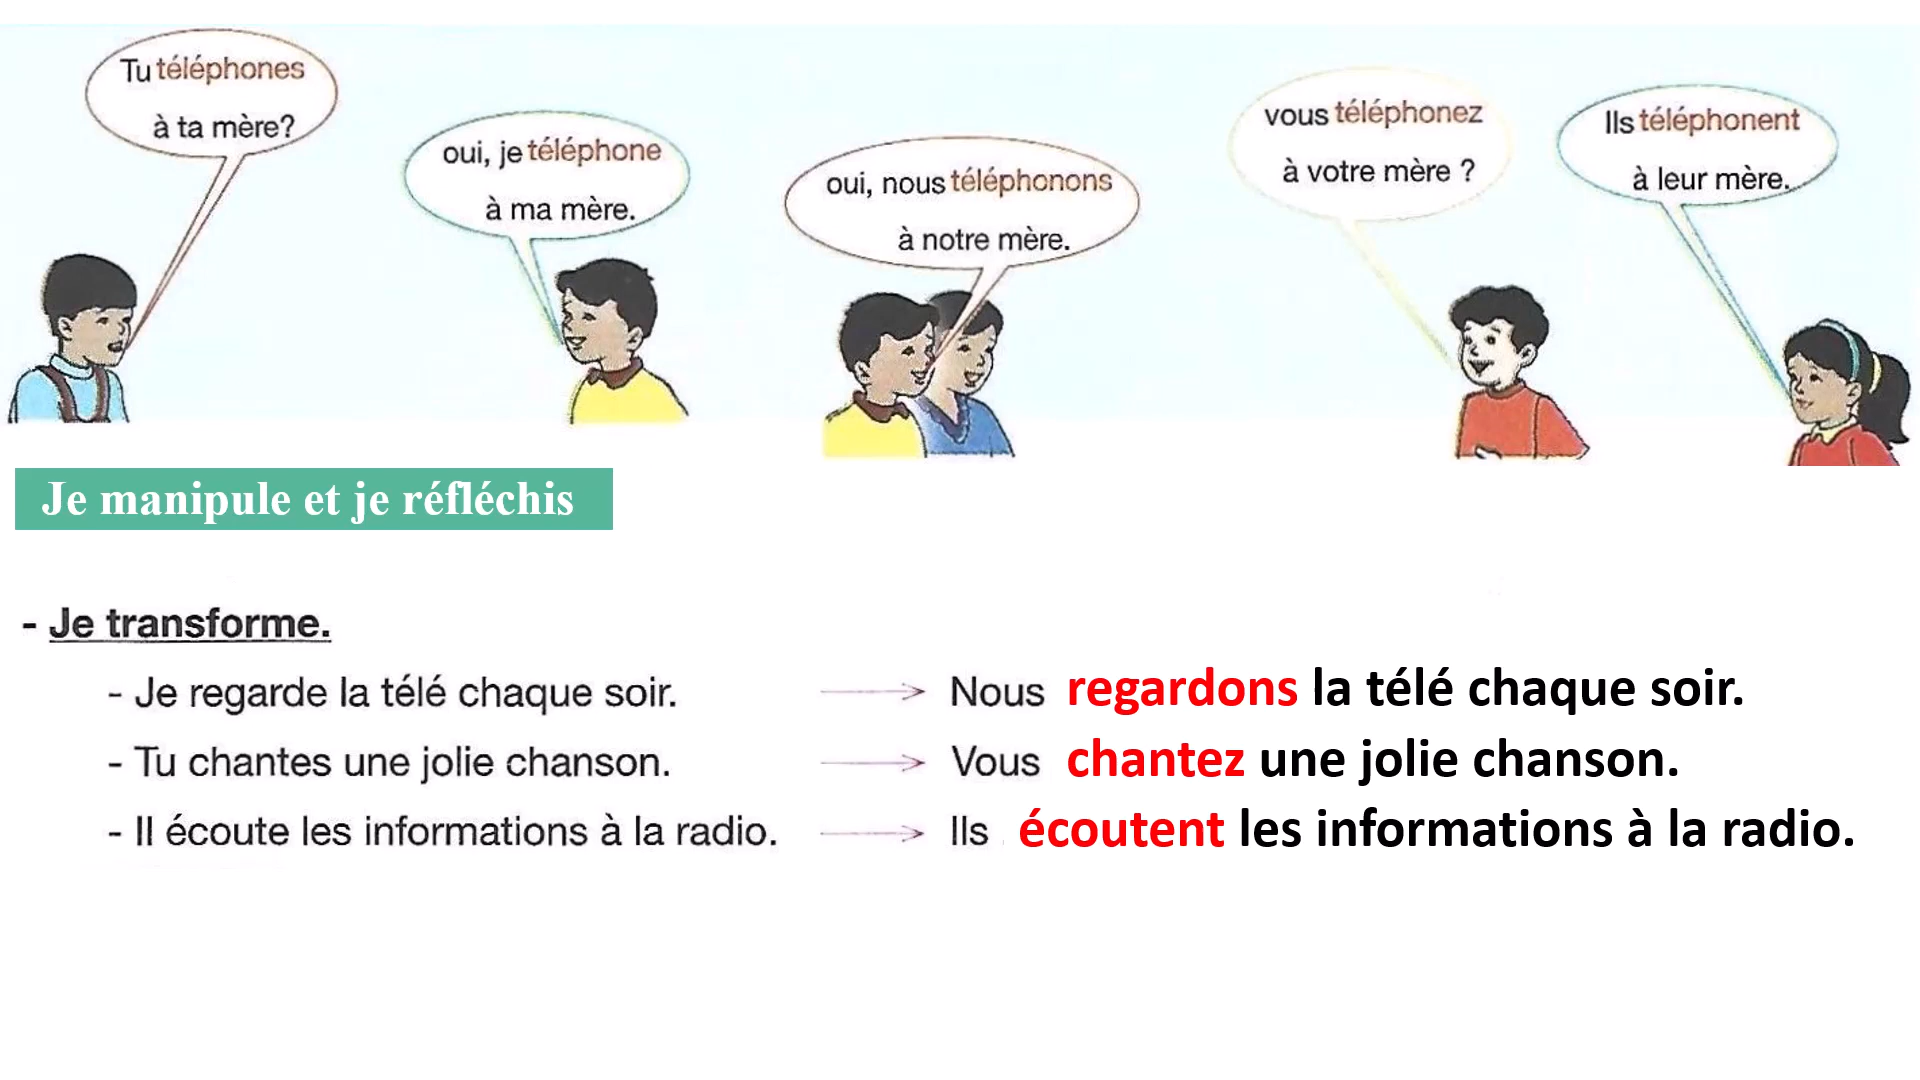 Tu téléphones
à ta mère?
oui, je téléphone
à ma mère.
oui, nous téléphonons
à notre mère.
vous téléphonez
à votre mère ?
Ils téléphonent
à leur mère.
Je manipule et je réfléchis
- Je transforme.
- Je regarde la télé chaque soir. → Nous regardons la télé chaque soir.
- Tu chantes une jolie chanson. → Vous chantez une jolie chanson.
- Il écoute les informations à la radio. → Ils écoutent les informations à la radio.